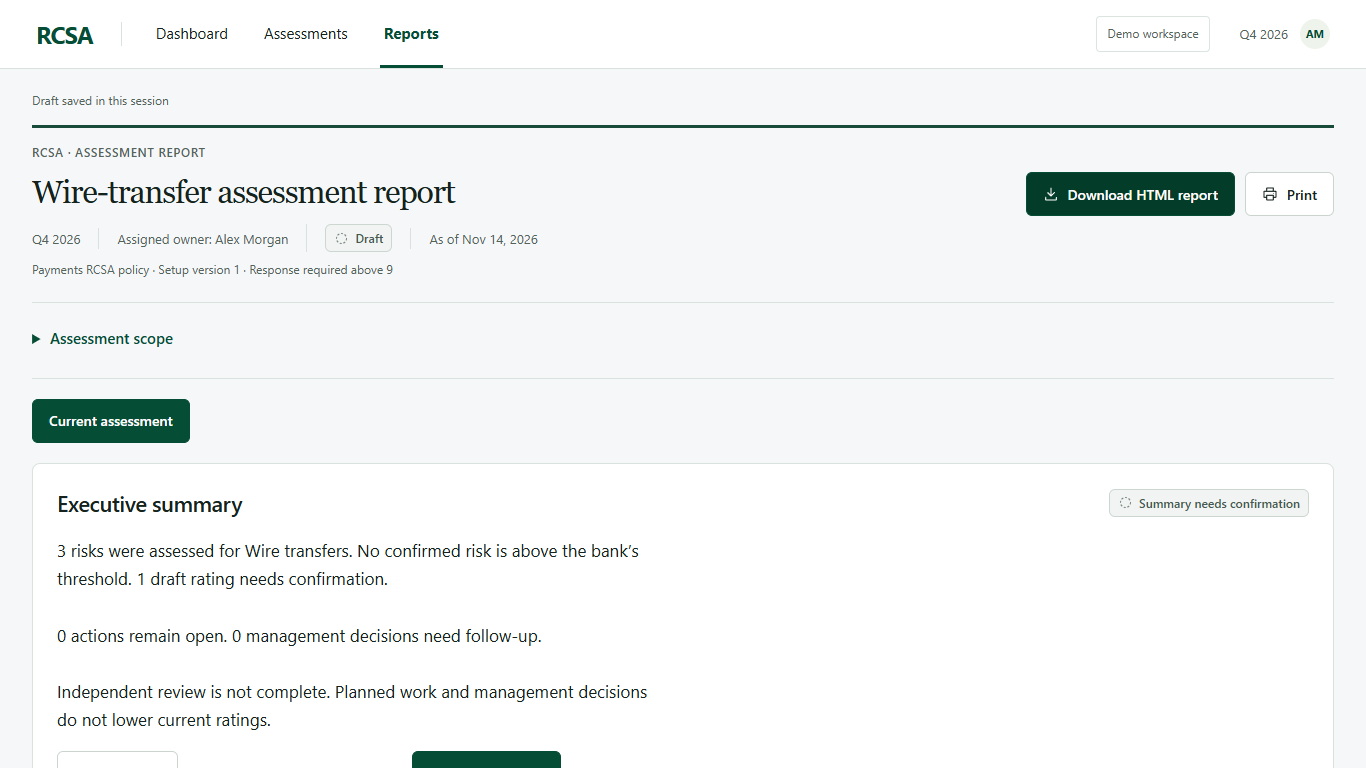 RCSA
Dashboard
Assessments
Reports
Demo workspace
Q4 2026
AM
Draft saved in this session
RCSA · ASSESSMENT REPORT
Wire-transfer assessment report
Download HTML report
Print
Q4 2026
Assigned owner: Alex Morgan
Draft
As of Nov 14, 2026
Payments RCSA policy · Setup version 1 · Response required above 9
Assessment scope
Current assessment
Executive summary
Summary needs confirmation
3 risks were assessed for Wire transfers. No confirmed risk is above the bank’s
threshold. 1 draft rating needs confirmation.
0 actions remain open. 0 management decisions need follow-up.
Independent review is not complete. Planned work and management decisions
do not lower current ratings.